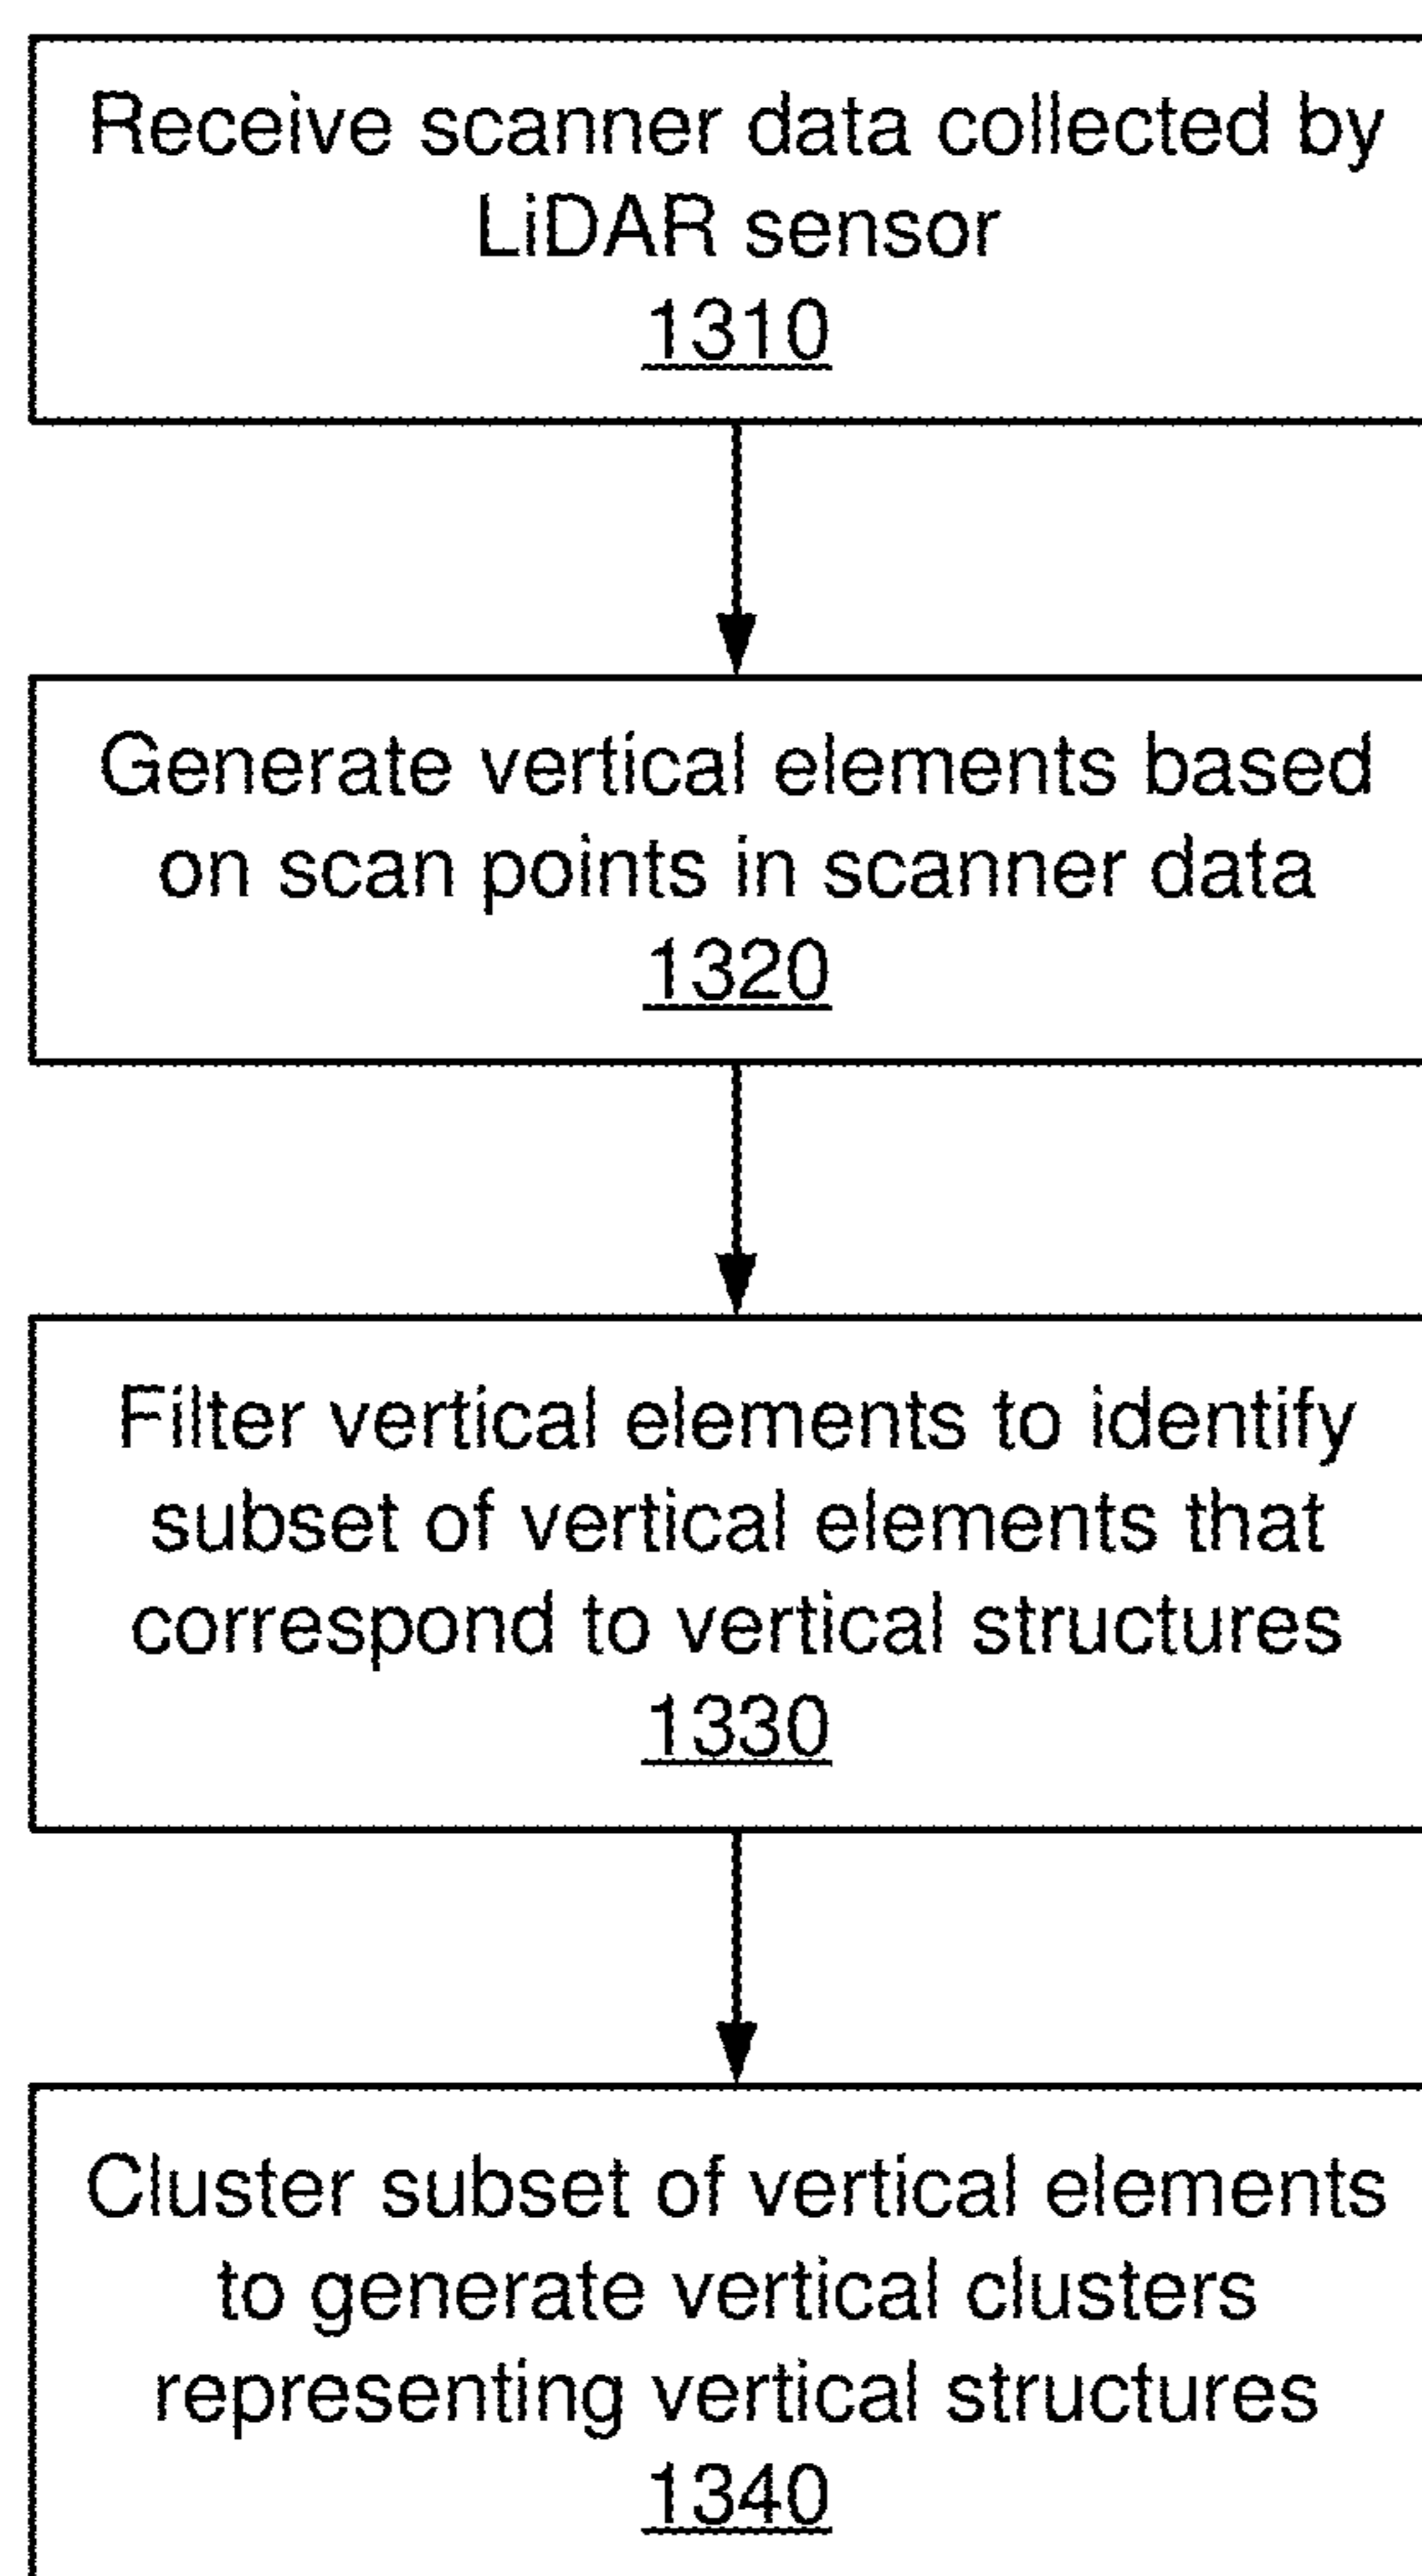 Receive scanner data collected by
LiDAR sensor
1310
Generate vertical elements based
on scan points in scanner data
1320
Filter vertical elements to identify
subset of vertical elements that
correspond to vertical structures
1330
Cluster subset of vertical elements
to generate vertical clusters
representing vertical structures
1340